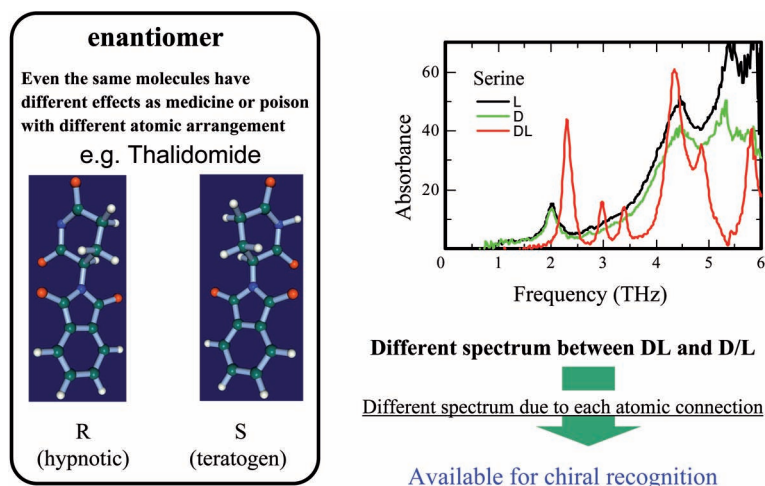 enantiomer
Even the same molecules have
different effects as medicine or poison
with different atomic arrangement
e.g. Thalidomide
R
(hypnotic)
S
(teratogen)
60
40
20
Absorbance
Serine
L
D
DL
0 1 2 3 4 5 6
Frequency (THz)
Different spectrum between DL and D/L
Different spectrum due to each atomic connection
Available for chiral recognition